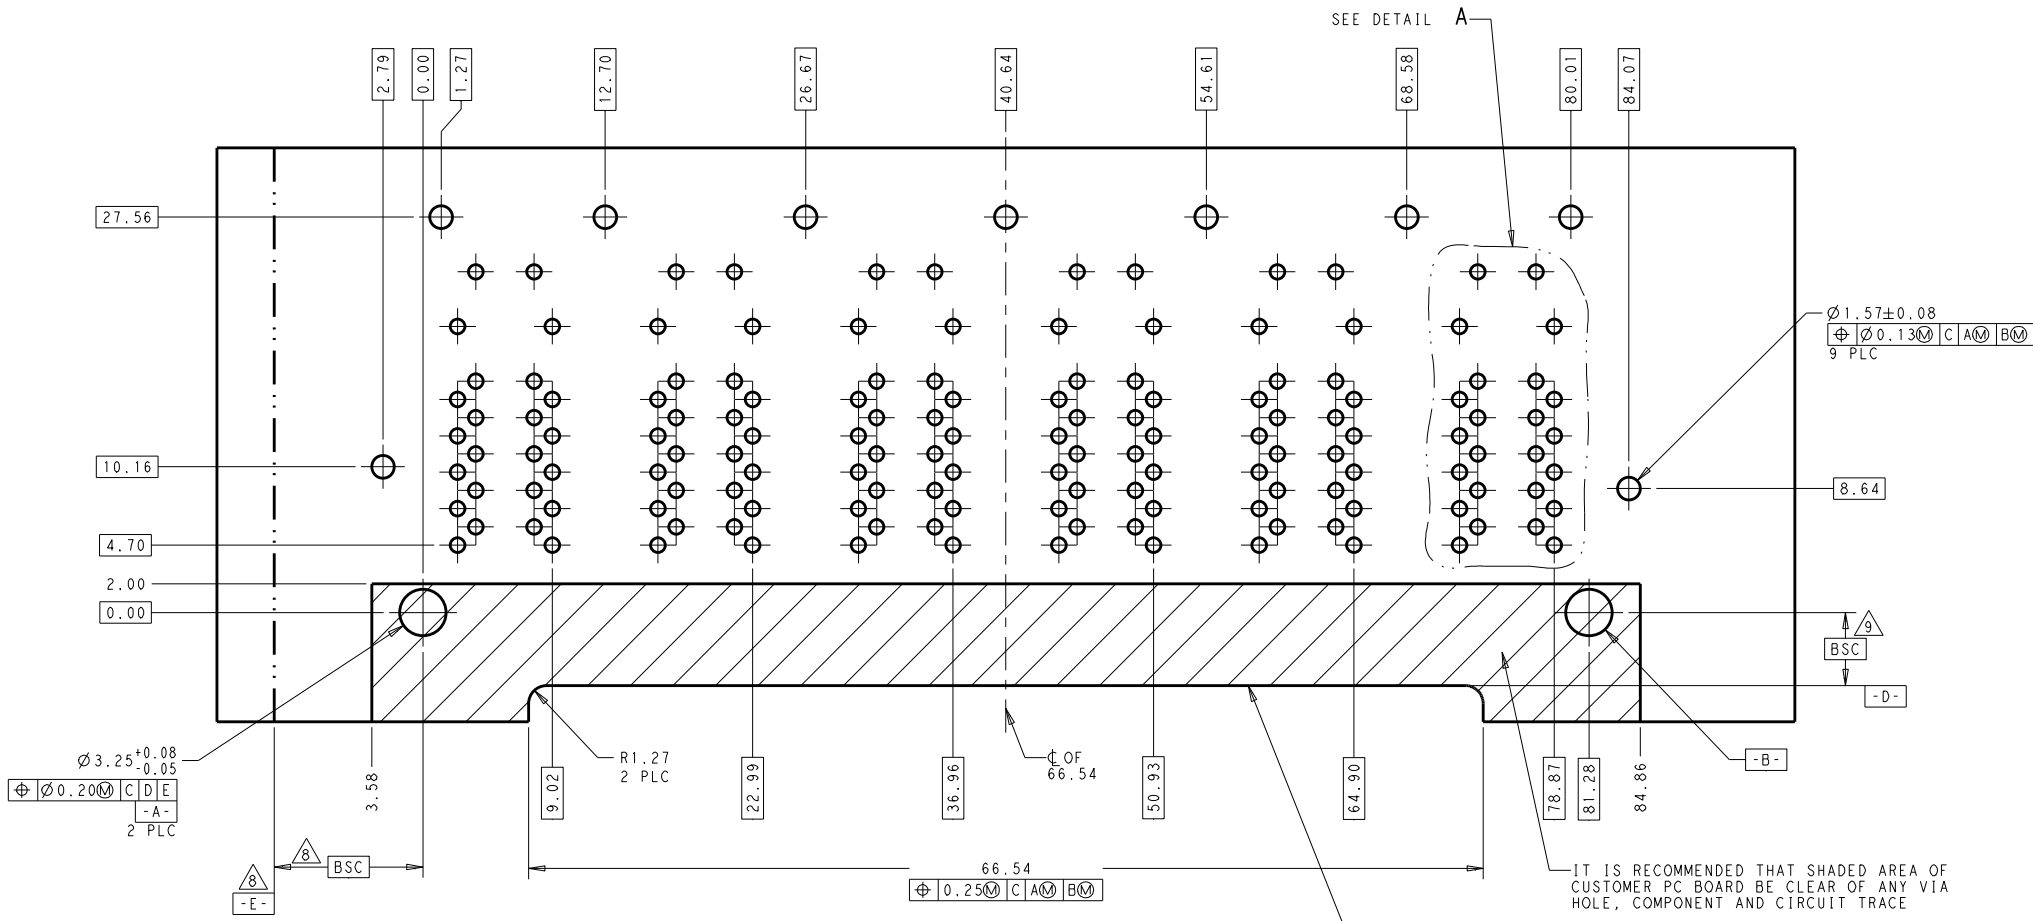 SEE DETAIL A
2.79
0.00
1.27
12.70
26.67
40.64
54.61
68.58
80.01
84.07
27.56
10.16
4.70
2.00
0.00
Ø1.57±0.08
⌖ Ø0.13Ⓜ C AⓂ BⓂ
9 PLC
8.64
9
BSC
-D-
Ø3.25 +0.08
-0.05
⌖ Ø0.20Ⓜ C D E
-A-
2 PLC
3.58
R1.27
2 PLC
9.02
22.99
36.96
℄ OF
66.54
50.93
64.90
78.87
81.28
84.86
-B-
8
BSC
8
-E-
66.54
⌖ 0.25Ⓜ C AⓂ BⓂ
IT IS RECOMMENDED THAT SHADED AREA OF
CUSTOMER PC BOARD BE CLEAR OF ANY VIA
HOLE, COMPONENT AND CIRCUIT TRACE